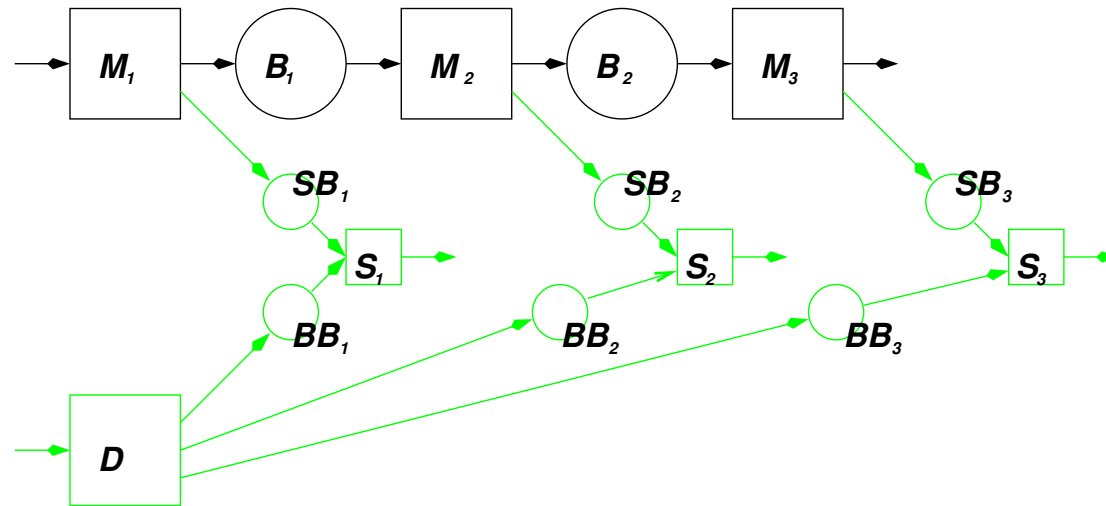 M₁ B₁ M₂ B₂ M₃
SB₁ SB₂ SB₃
S₁ S₂ S₃
BB₁ BB₂ BB₃
D